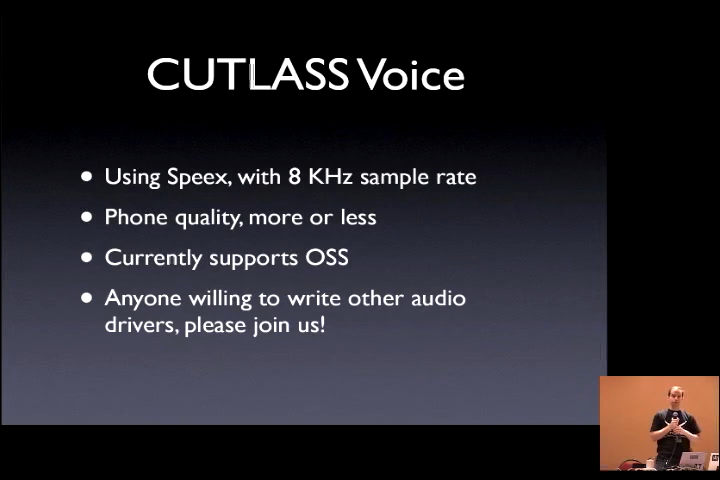 CUTLASS Voice
• Using Speex, with 8 KHz sample rate
• Phone quality, more or less
• Currently supports OSS
• Anyone willing to write other audio
drivers, please join us!